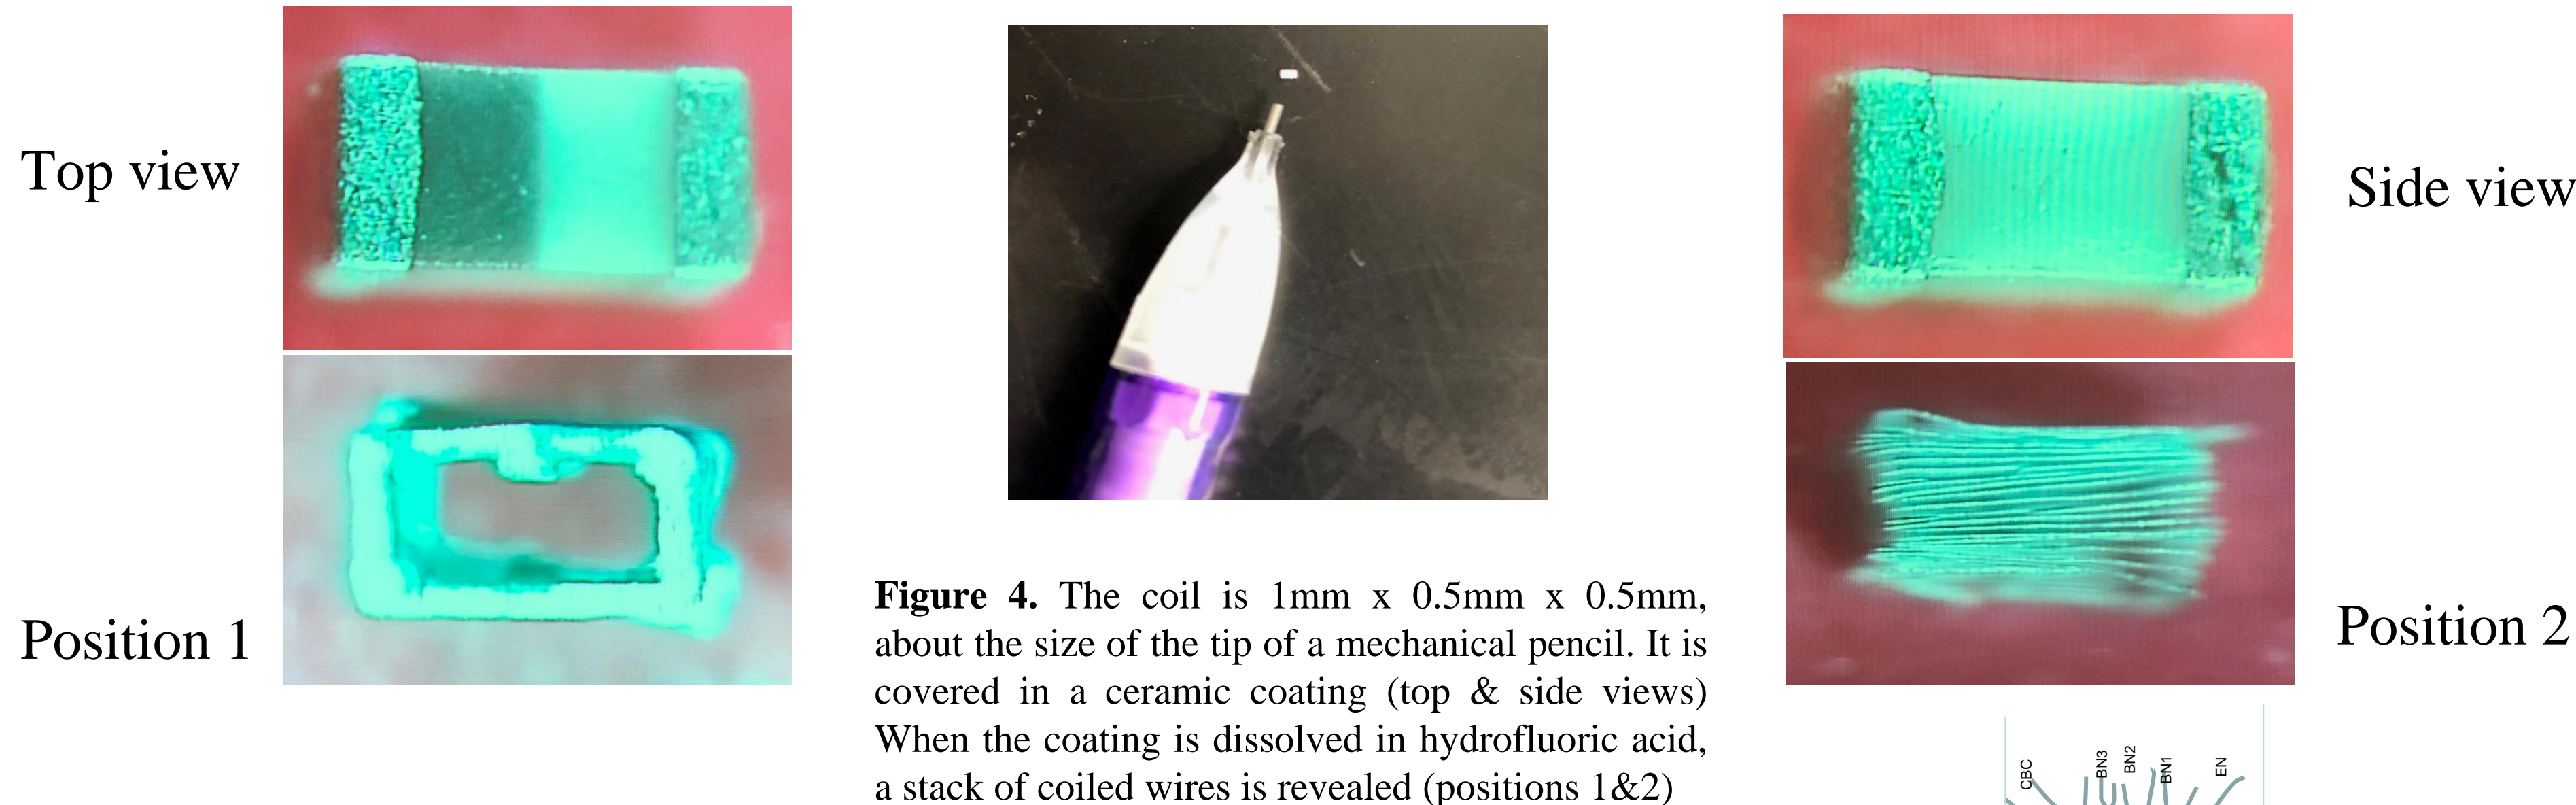 Top view
Side view
Position 1
Position 2
Figure 4. The coil is 1mm x 0.5mm x 0.5mm,
about the size of the tip of a mechanical pencil. It is
covered in a ceramic coating (top & side views)
When the coating is dissolved in hydrofluoric acid,
a stack of coiled wires is revealed (positions 1&2)
CBC
BN3
BN2
BN1
EN